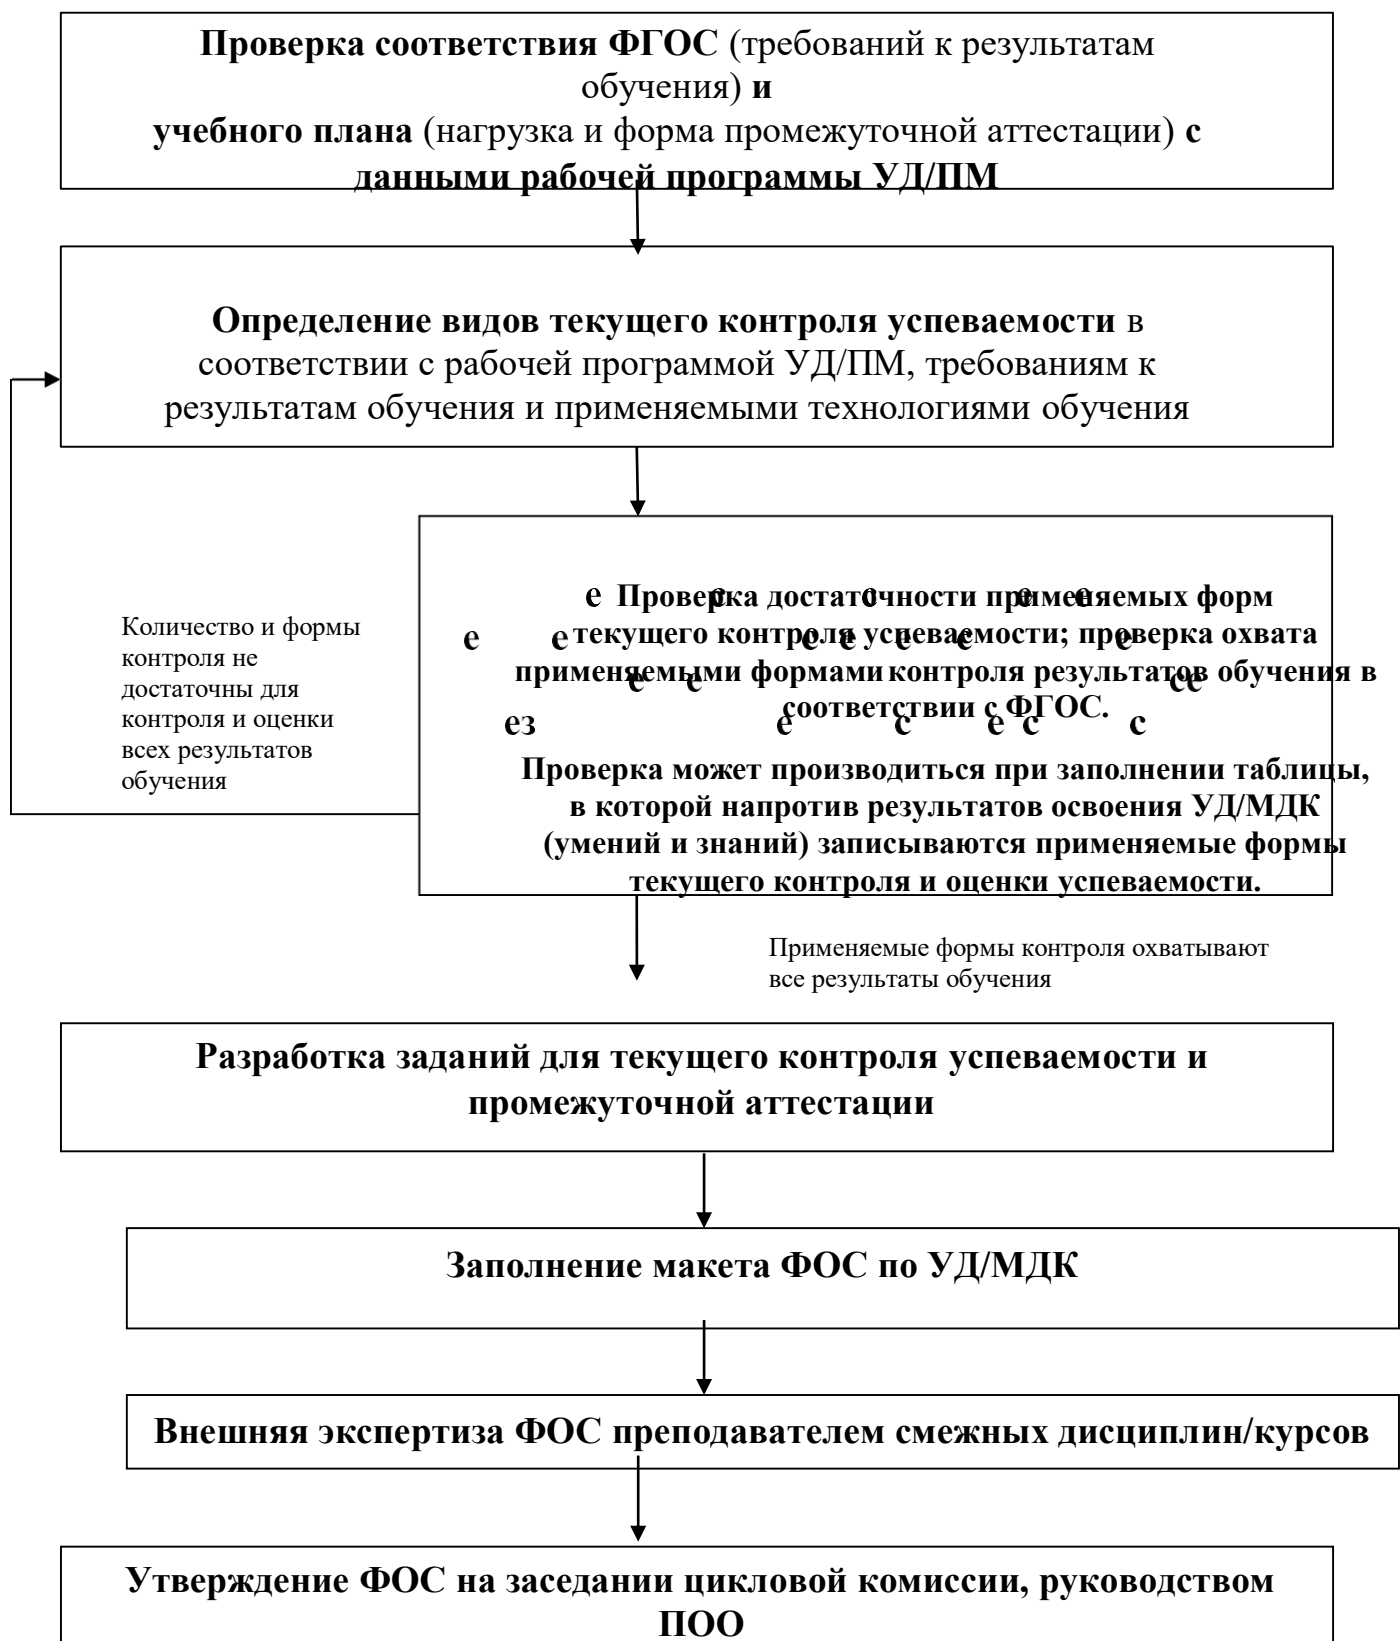 Проверка соответствия ФГОС (требований к результатам
обучения) и
учебного плана (нагрузка и форма промежуточной аттестации) с
данными рабочей программы УД/ПМ
Определение видов текущего контроля успеваемости в
соответствии с рабочей программой УД/ПМ, требованиям к
результатам обучения и применяемыми технологиями обучения
Количество и формы
контроля не
достаточны для
контроля и оценки
всех результатов
обучения
Проверка достаточности применяемых форм
текущего контроля успеваемости; проверка охвата
применяемыми формами контроля результатов обучения в
соответствии с ФГОС.
Проверка может производиться при заполнении таблицы,
в которой напротив результатов освоения УД/МДК
(умений и знаний) записываются применяемые формы
текущего контроля и оценки успеваемости.
Применяемые формы контроля охватывают
все результаты обучения
Разработка заданий для текущего контроля успеваемости и
промежуточной аттестации
Заполнение макета ФОС по УД/МДК
Внешняя экспертиза ФОС преподавателем смежных дисциплин/курсов
Утверждение ФОС на заседании цикловой комиссии, руководством
ПОО